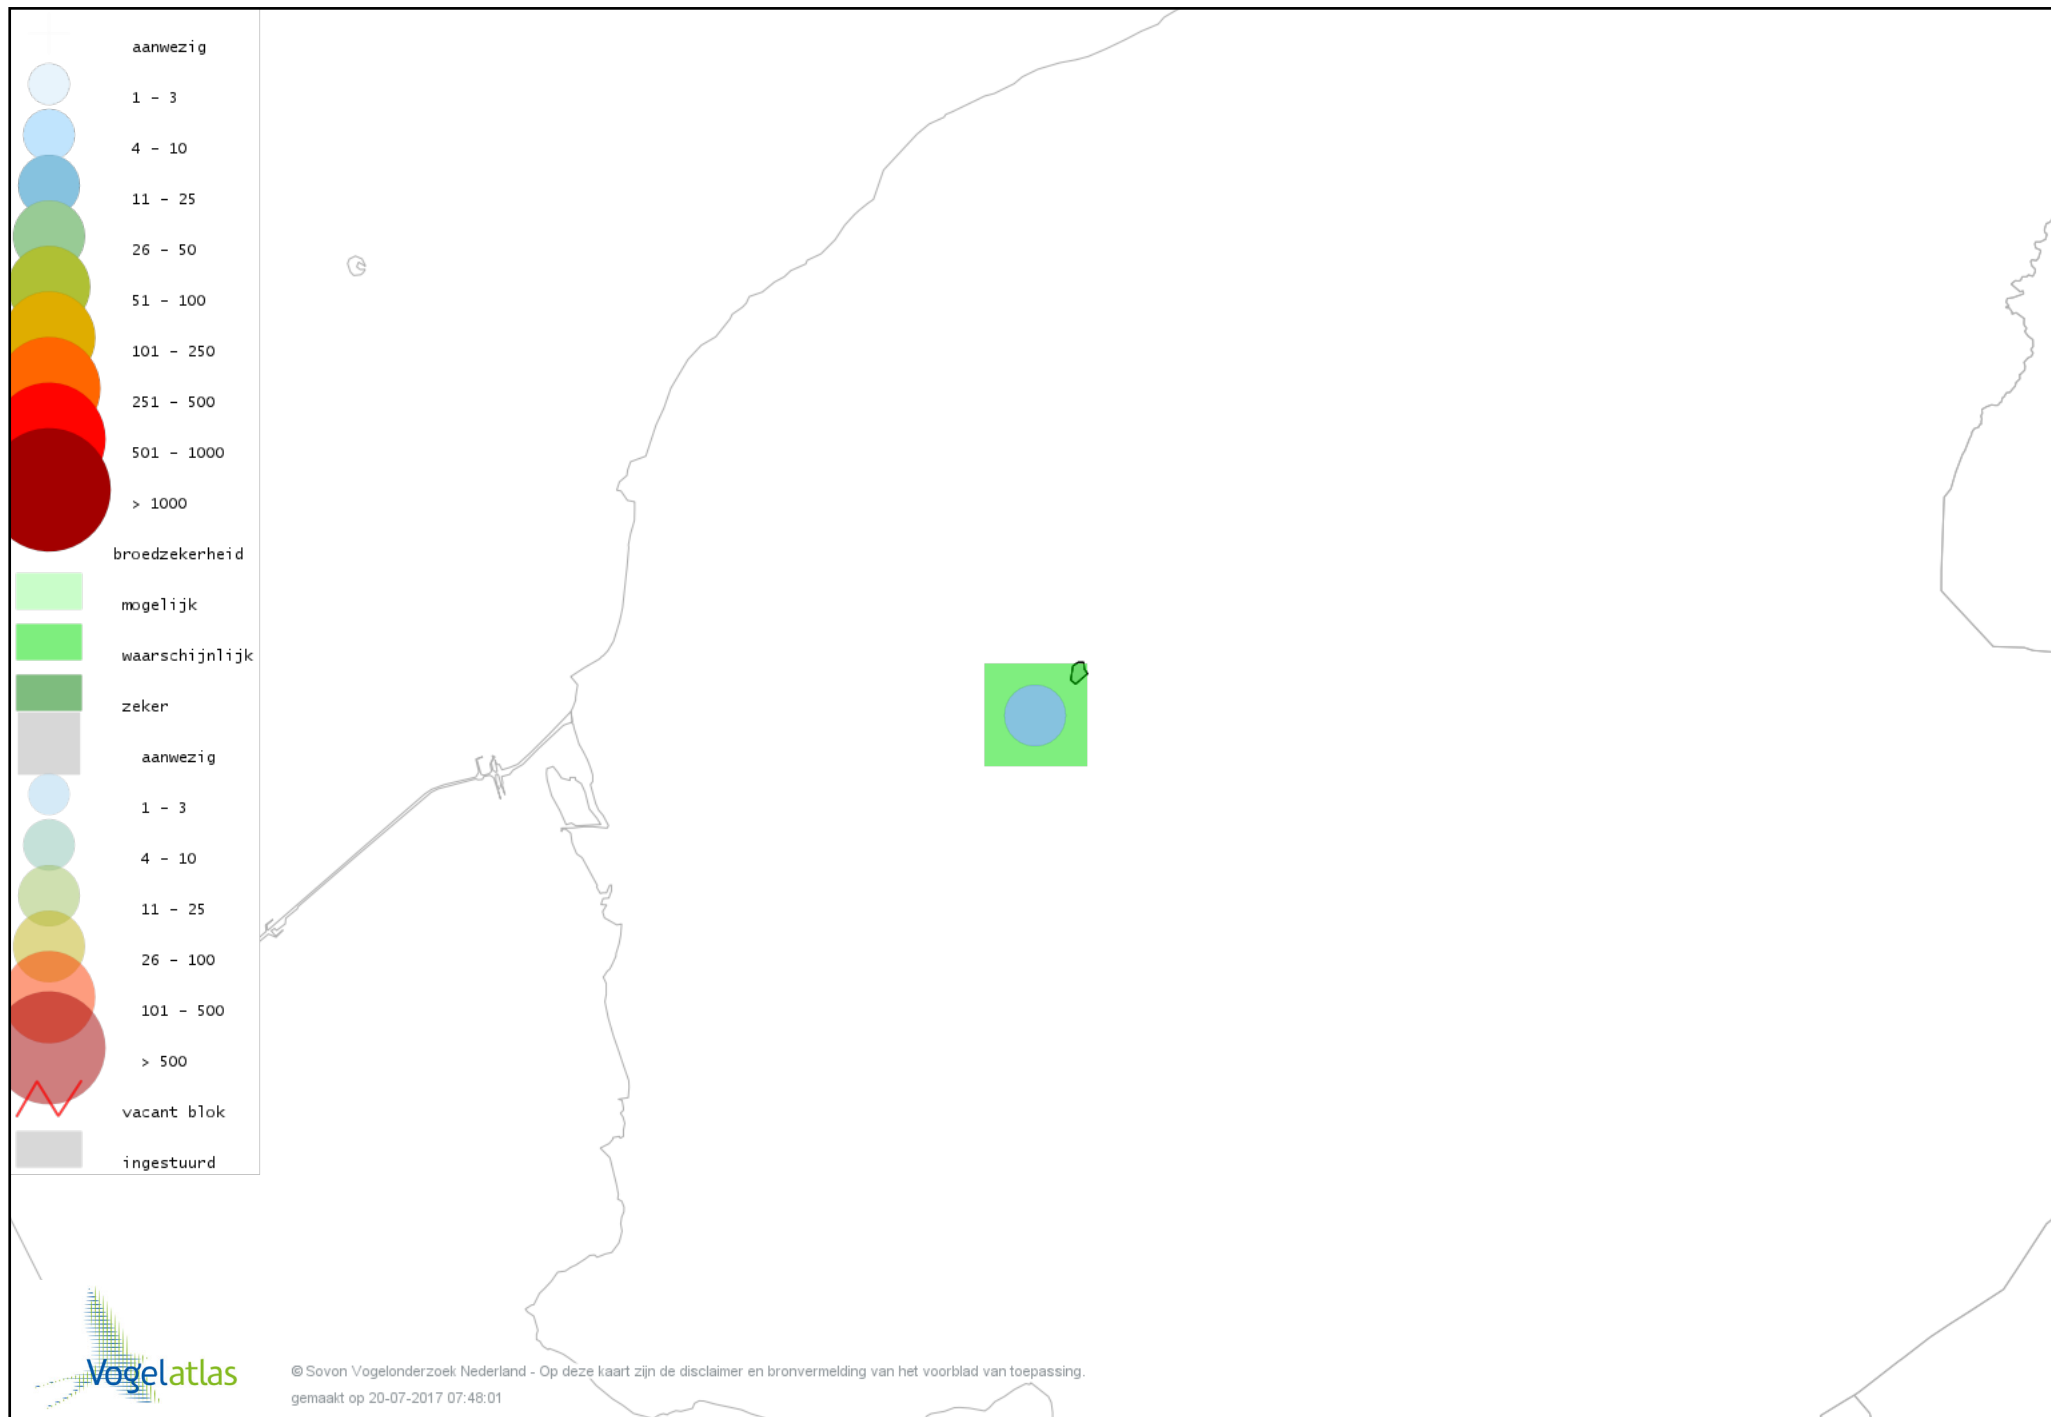 aanwezig
1 - 3
4 - 10
11 - 25
26 - 50
51 - 100
101 - 250
251 - 500
501 - 1000
> 1000
broedzekerheid
mogelijk
waarschijnlijk
zeker
aanwezig
1 - 3
4 - 10
11 - 25
26 - 100
101 - 500
> 500
vacant blok
ingestuurd
Vogelatlas
© Sovon Vogelonderzoek Nederland - Op deze kaart zijn de disclaimer en bronvermelding van het voorblad van toepassing.
gemaakt op 20-07-2017 07:48:01